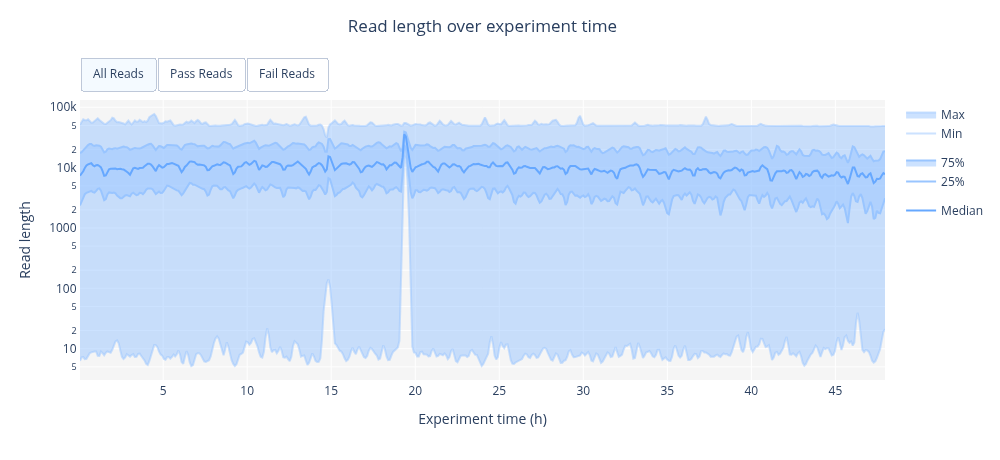 Read length over experiment time
All Reads
Pass Reads
Fail Reads
100k
5
2
10k
5
2
1000
5
2
100
5
2
10
5
Read length
5
10
15
20
25
30
35
40
45
Experiment time (h)
Max
Min
75%
25%
Median